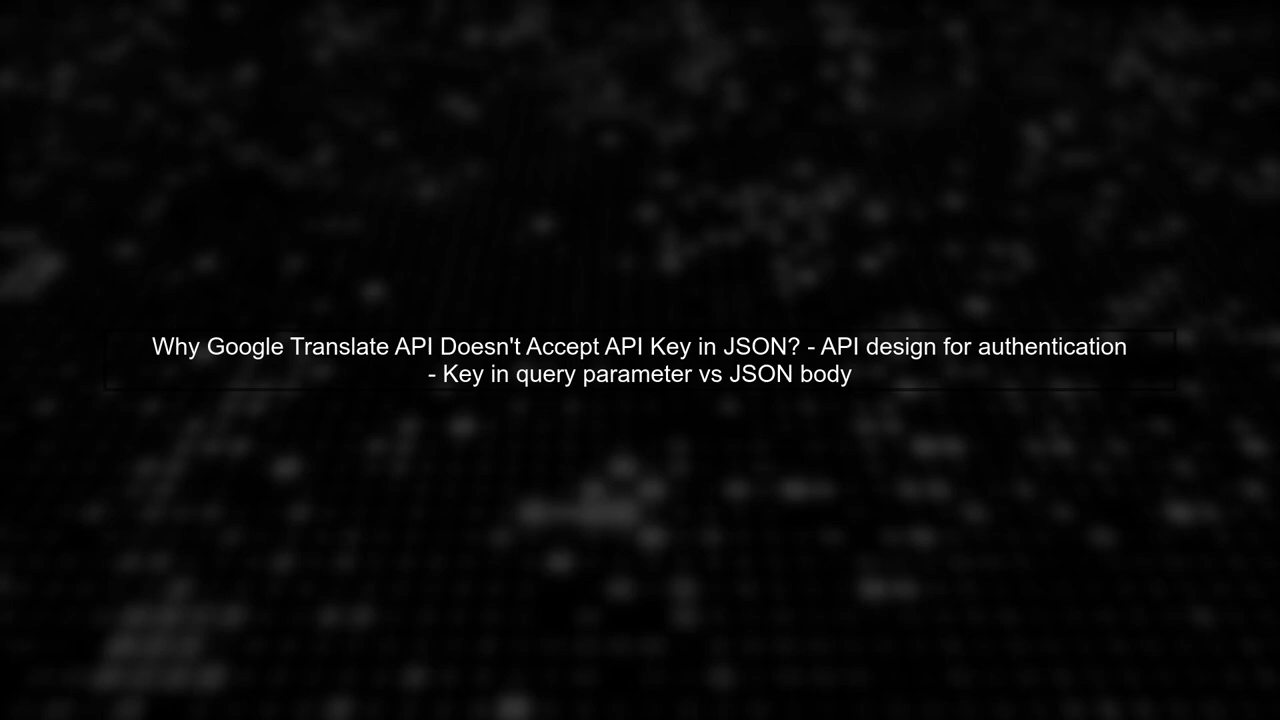 Why Google Translate API Doesn't Accept API Key in JSON? - API design for authentication
- Key in query parameter vs JSON body